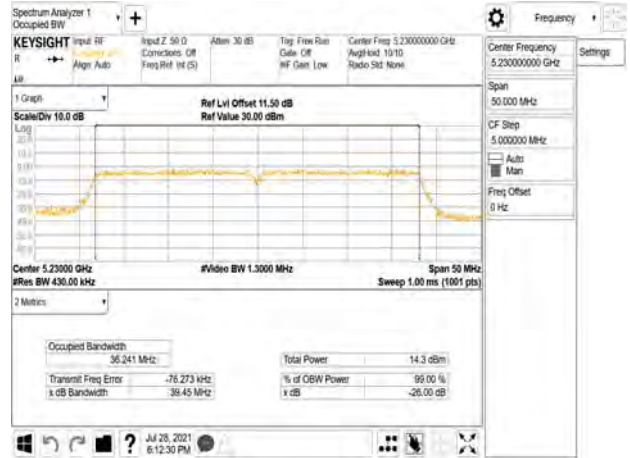 Spectrum Analyzer 1
Occupied BW
Frequency
KEYSIGHT Input: RF
Input Z: 50 Ω
Atten: 30 dB
Trig: Free Run
Center Freq: 5.230000000 GHz
Corrections: Off
Gate: Off
Avg|Hold: 10/10
R
Align: Auto
Freq Ref: Int (S)
#IF Gain: Low
Radio Std: None
Center Frequency
5.230000000 GHz
Settings
Span
50.000 MHz
CF Step
5.000000 MHz
Auto
Man
Freq Offset
0 Hz
1 Graph
Ref Lvl Offset 11.50 dB
Scale/Div 10.0 dB
Ref Value 30.00 dBm
Log
Center 5.23000 GHz
#Video BW 1.3000 MHz
Span 50 MHz
#Res BW 430.00 kHz
Sweep 1.00 ms (1001 pts)
2 Metrics
Occupied Bandwidth
36.241 MHz
Total Power 14.3 dBm
Transmit Freq Error -76.273 kHz
% of OBW Power 99.00 %
x dB Bandwidth 39.45 MHz
x dB -26.00 dB
?
Jul 28, 2021
6:12:30 PM